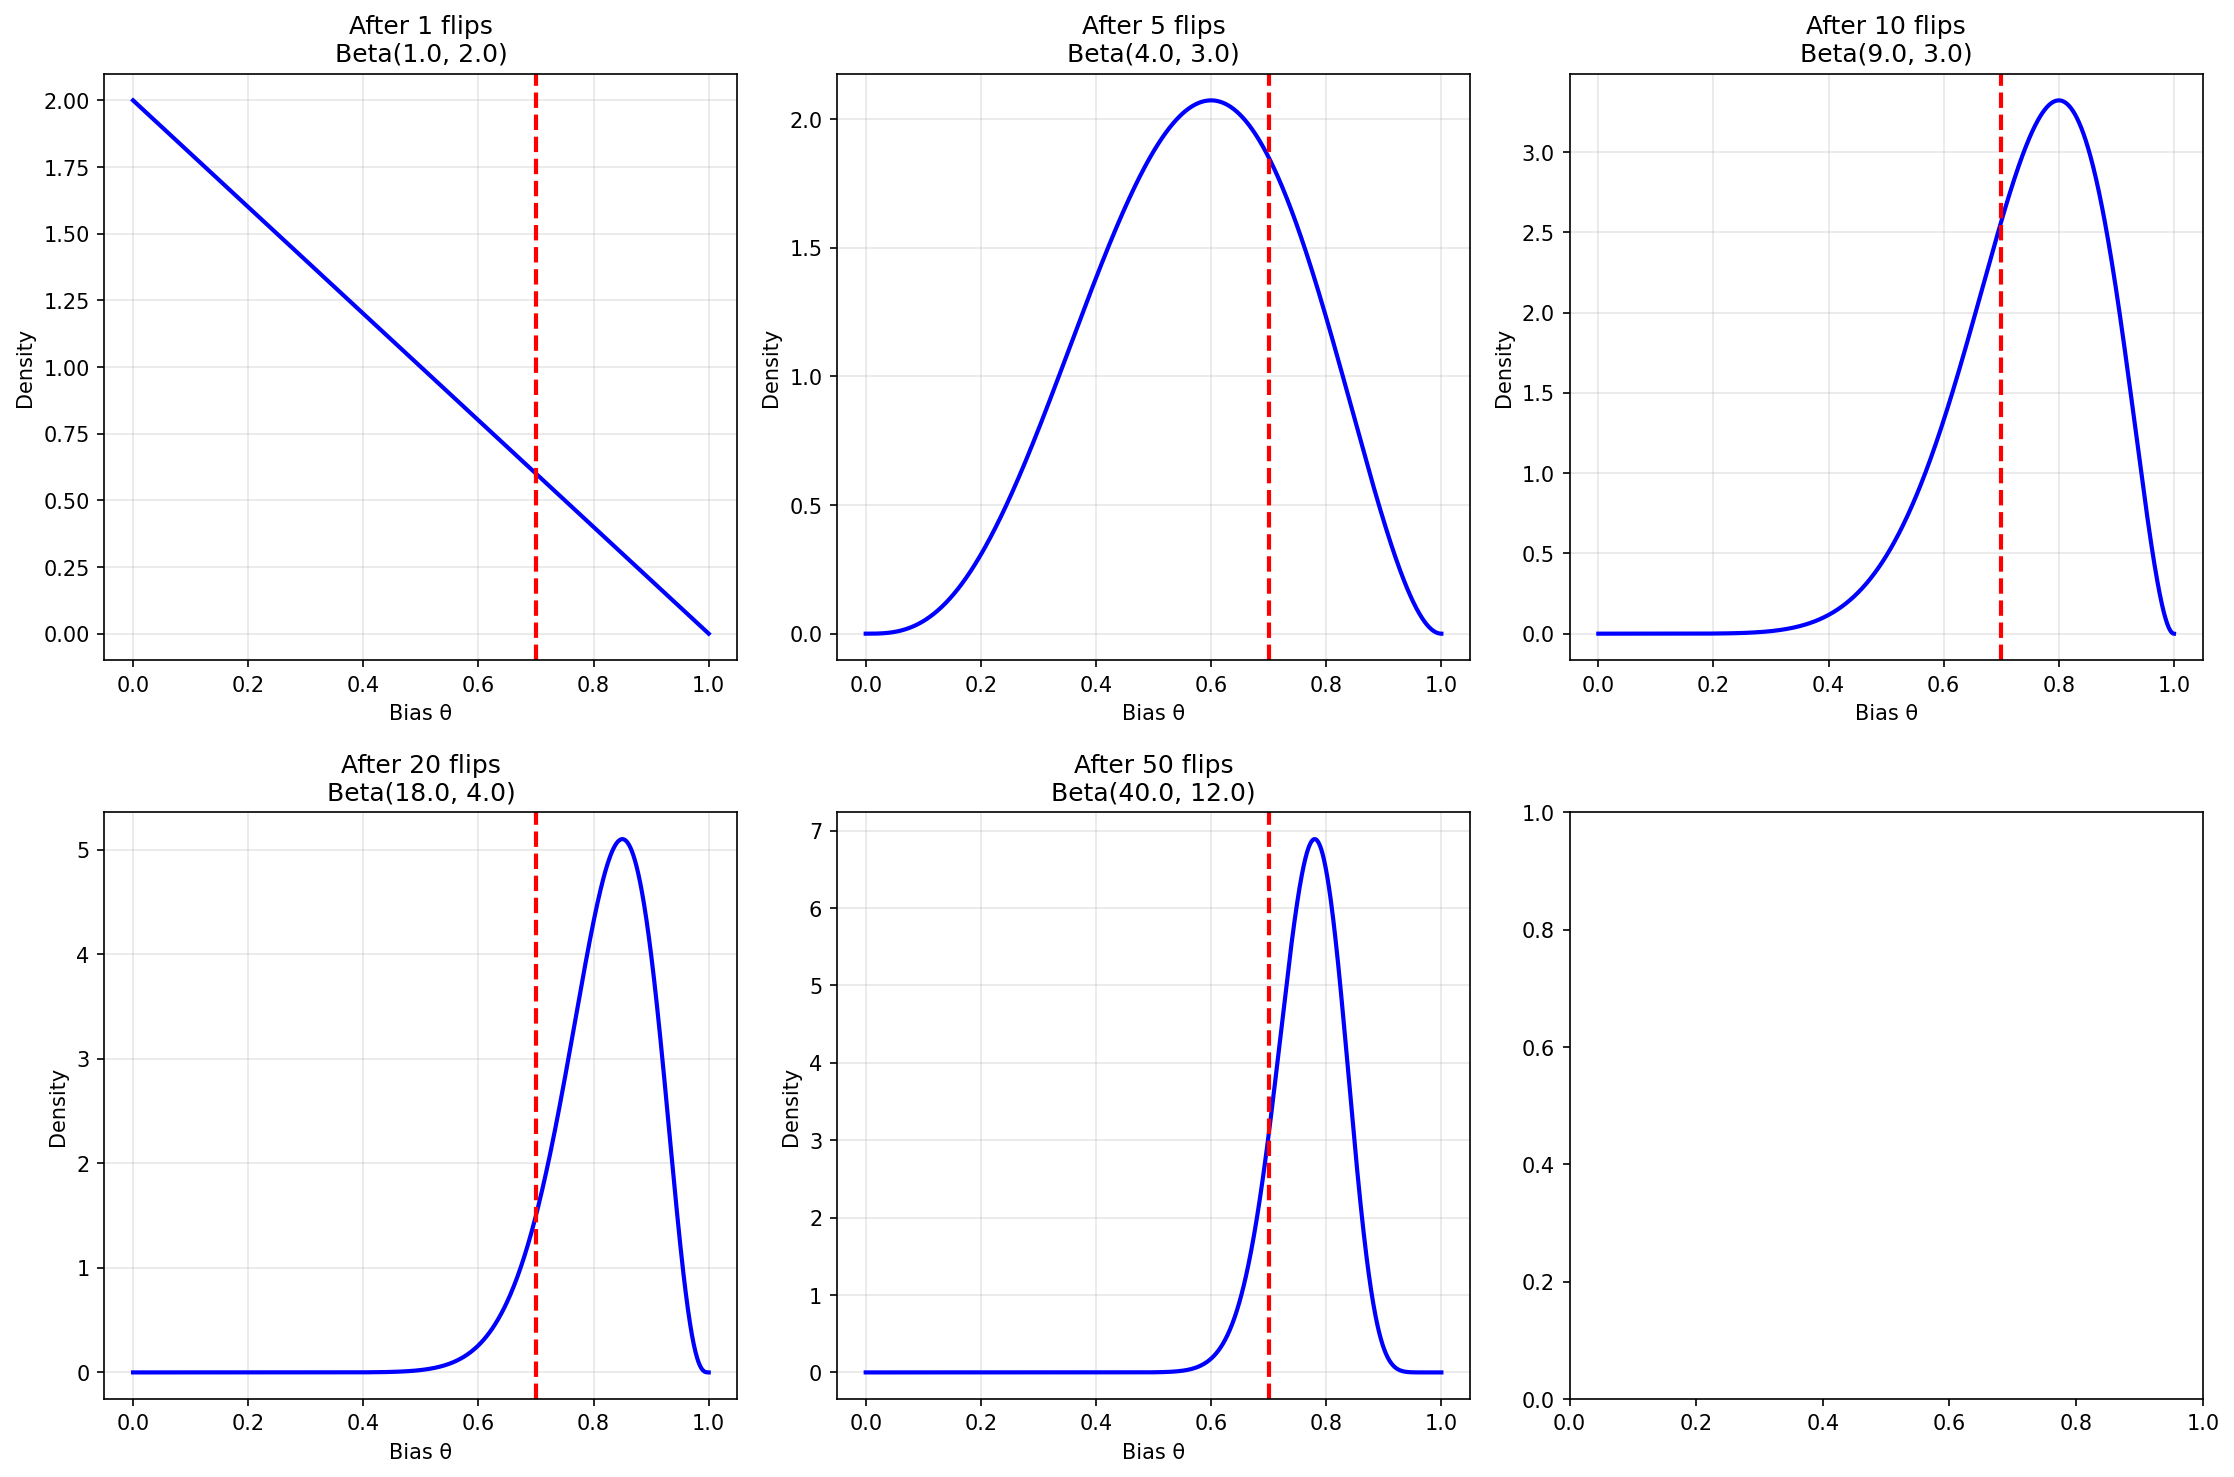 After 1 flips
Beta(1.0, 2.0)
2.00
1.75
1.50
1.25
1.00
0.75
0.50
0.25
0.00
Density
0.0 0.2 0.4 0.6 0.8 1.0
Bias θ
After 5 flips
Beta(4.0, 3.0)
2.0
1.5
1.0
0.5
0.0
Density
0.0 0.2 0.4 0.6 0.8 1.0
Bias θ
After 10 flips
Beta(9.0, 3.0)
3.0
2.5
2.0
1.5
1.0
0.5
0.0
Density
0.0 0.2 0.4 0.6 0.8 1.0
Bias θ
After 20 flips
Beta(18.0, 4.0)
5
4
3
2
1
0
Density
0.0 0.2 0.4 0.6 0.8 1.0
Bias θ
After 50 flips
Beta(40.0, 12.0)
7
6
5
4
3
2
1
0
Density
0.0 0.2 0.4 0.6 0.8 1.0
Bias θ
1.0
0.8
0.6
0.4
0.2
0.0
0.0 0.2 0.4 0.6 0.8 1.0